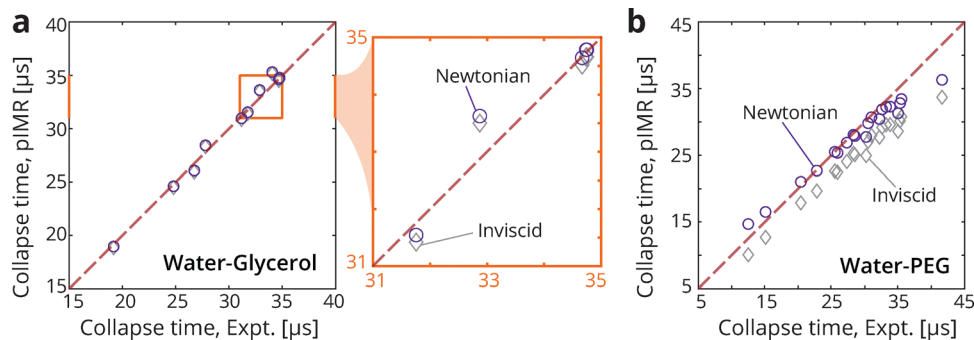 a
40
35
30
25
20
15
15
20
25
30
35
40
Collapse time, pIMR [µs]
Collapse time, Expt. [µs]
Water-Glycerol
35
31
31
33
35
Newtonian
Inviscid
b
45
35
25
15
5
5
15
25
35
45
Collapse time, pIMR [µs]
Collapse time, Expt. [µs]
Newtonian
Inviscid
Water-PEG